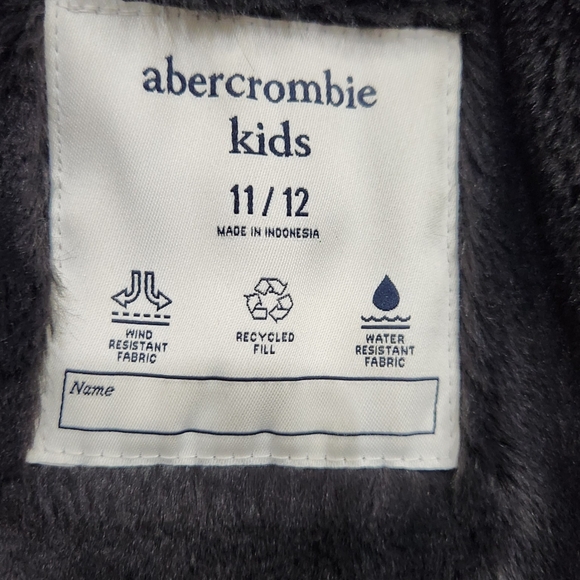 abercrombie
kids
11 / 12
MADE IN INDONESIA
WIND
RESISTANT
FABRIC
RECYCLED
FILL
WATER
RESISTANT
FABRIC
Name